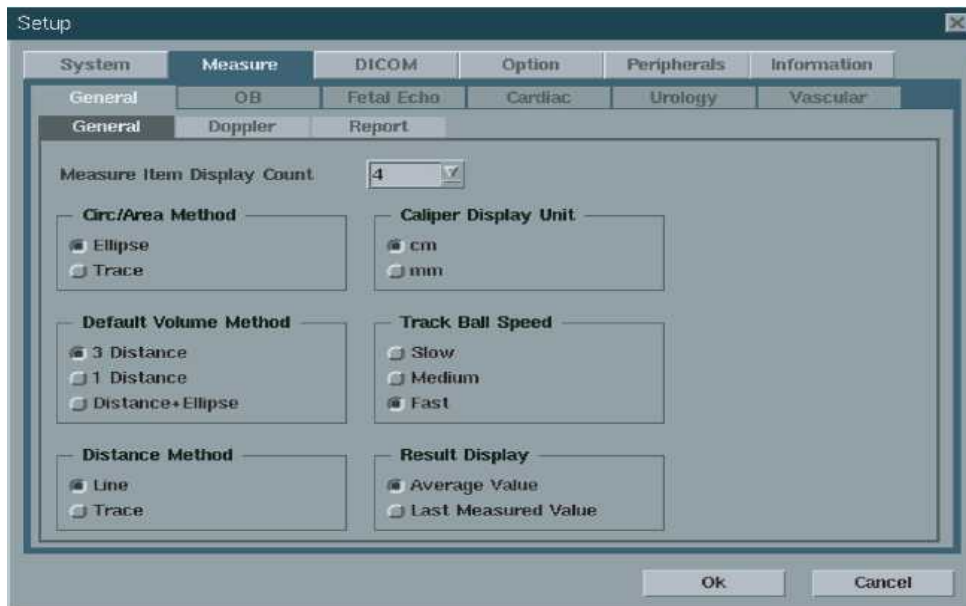 Setup
System Measure DICOM Option Peripherals Information
General OB Fetal Echo Cardiac Urology Vascular
General Doppler Report
Measure Item Display Count 4
Circ/Area Method
Ellipse
Trace
Caliper Display Unit
cm
mm
Default Volume Method
3 Distance
1 Distance
Distance+Ellipse
Track Ball Speed
Slow
Medium
Fast
Distance Method
Line
Trace
Result Display
Average Value
Last Measured Value
Ok Cancel